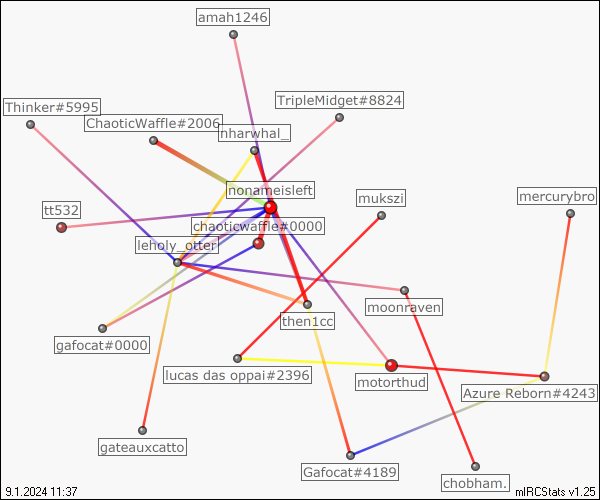 amah1246
Thinker#5995
TripleMidget#8824
ChaoticWaffle#2006
nharwhal_
nonameisleft
mukszi
mercurybro
tt532
chaoticwaffle#0000
leholy_otter
moonraven
then1cc
gafocat#0000
lucas das oppai#2396
motorthud
Azure Reborn#4243
gateauxcatto
Gafocat#4189
chobham.
9.1.2024 11:37
mIRCStats v1.25